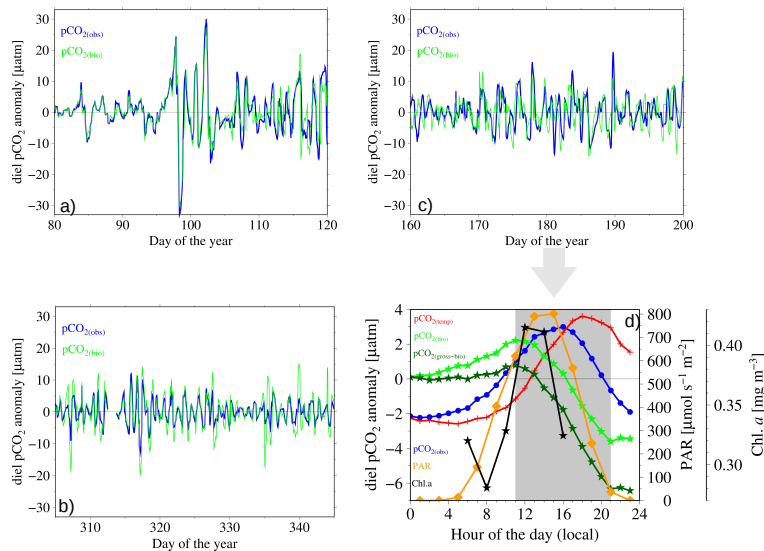 pCO2(obs)
pCO2(bio)
diel pCO2 anomaly [µatm]
30
20
10
0
−10
−20
−30
a)
80 90 100 110 120
Day of the year
pCO2(obs)
pCO2(bio)
diel pCO2 anomaly [µatm]
30
20
10
0
−10
−20
−30
c)
160 170 180 190 200
Day of the year
pCO2(obs)
pCO2(bio)
diel pCO2 anomaly [µatm]
30
20
10
0
−10
−20
−30
b)
310 320 330 340
Day of the year
d)
pCO2(temp)
pCO2(bio)
pCO2(gross−bio)
pCO2(obs)
PAR
Chl.a
diel pCO2 anomaly [µatm]
4
2
0
−2
−4
−6
0 4 8 12 16 20 24
Hour of the day (local)
800
700
600
500
400
300
200
100
0
PAR [µmol s−1 m−2]
0.40
0.35
0.30
Chl. a [mg m−3]